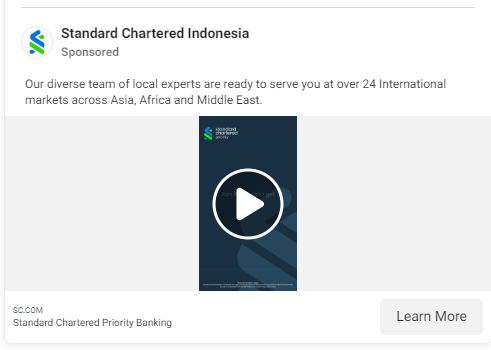 Standard Chartered Indonesia
Sponsored
Our diverse team of local experts are ready to serve you at over 24 International
markets across Asia, Africa and Middle East.
standard
chartered
priority
SC.COM
Standard Chartered Priority Banking
Learn More